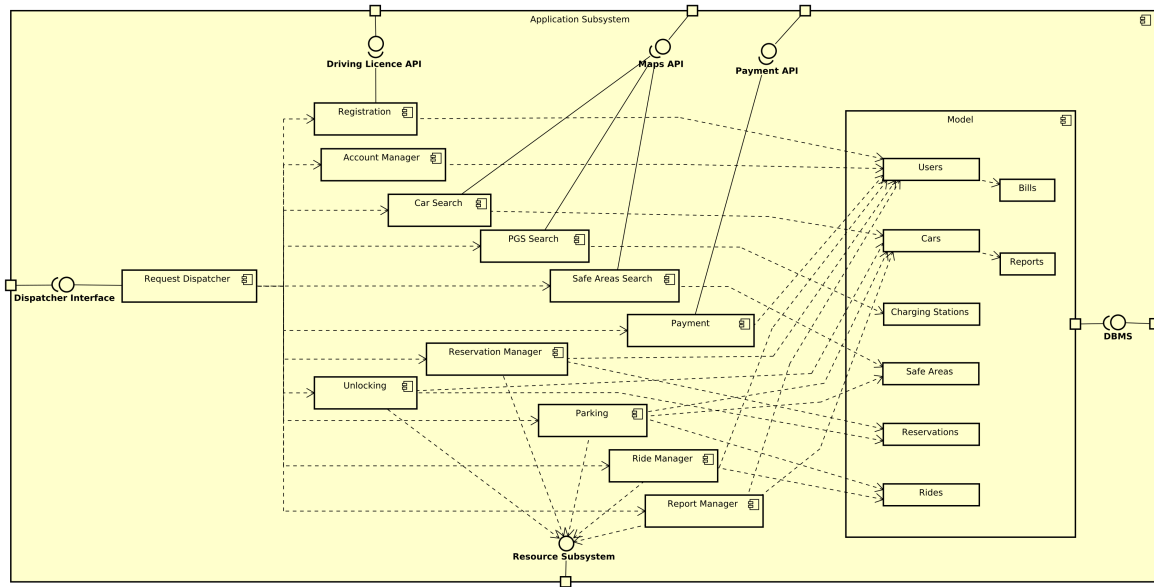 Application Subsystem
Driving Licence API
Maps API
Payment API
Registration
Model
Account Manager
Users
Bills
Car Search
PGS Search
Cars
Reports
Request Dispatcher
Safe Areas Search
Dispatcher Interface
Charging Stations
Payment
DBMS
Reservation Manager
Safe Areas
Unlocking
Parking
Reservations
Ride Manager
Rides
Report Manager
Resource Subsystem